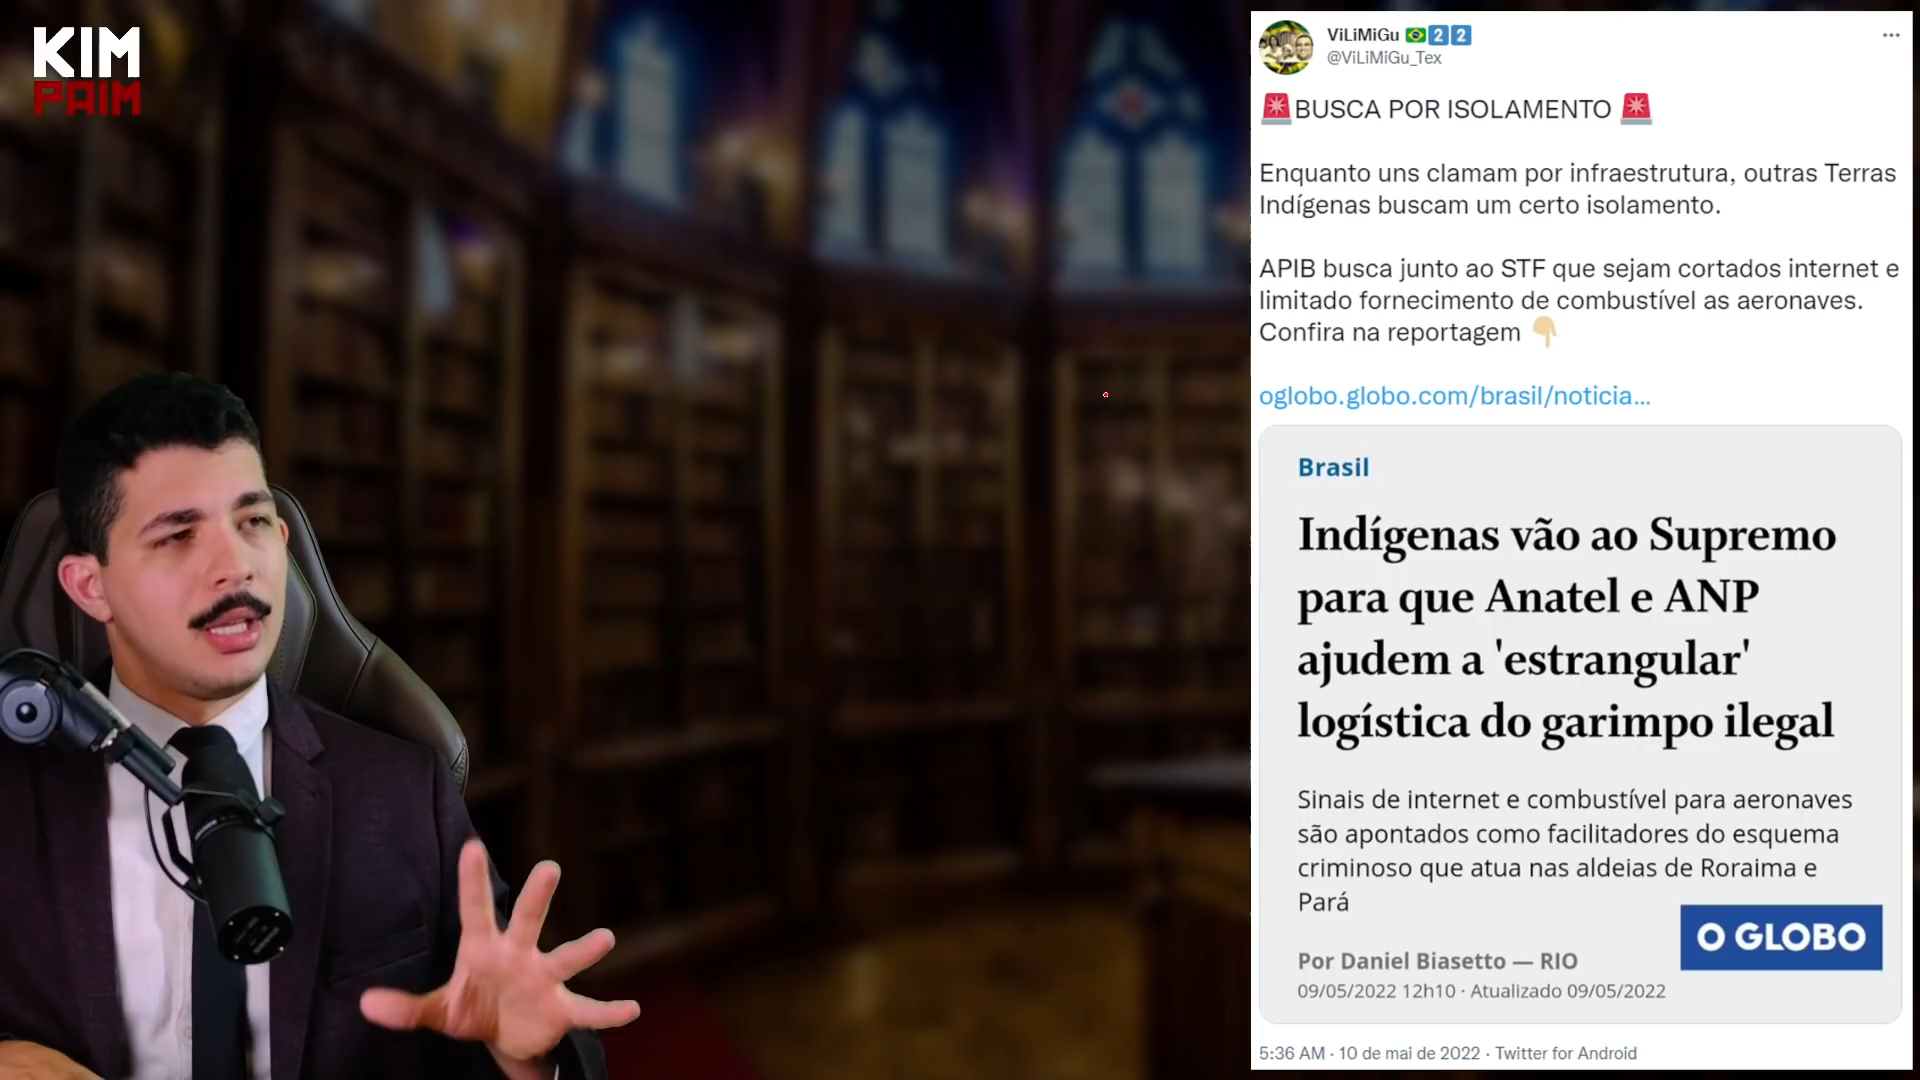 KIM
PAIM
ViLiMiGu 🇧🇷2️⃣2️⃣
@ViLiMiGu_Tex
🚨BUSCA POR ISOLAMENTO 🚨
Enquanto uns clamam por infraestrutura, outras Terras
Indígenas buscam um certo isolamento.
APIB busca junto ao STF que sejam cortados internet e
limitado fornecimento de combustível as aeronaves.
Confira na reportagem 👇🏼
oglobo.globo.com/brasil/noticia...
Brasil
Indígenas vão ao Supremo
para que Anatel e ANP
ajudem a 'estrangular'
logística do garimpo ilegal
Sinais de internet e combustível para aeronaves
são apontados como facilitadores do esquema
criminoso que atua nas aldeias de Roraima e
Pará
O GLOBO
Por Daniel Biasetto — RIO
09/05/2022 12h10 · Atualizado 09/05/2022
5:36 AM · 10 de mai de 2022 · Twitter for Android